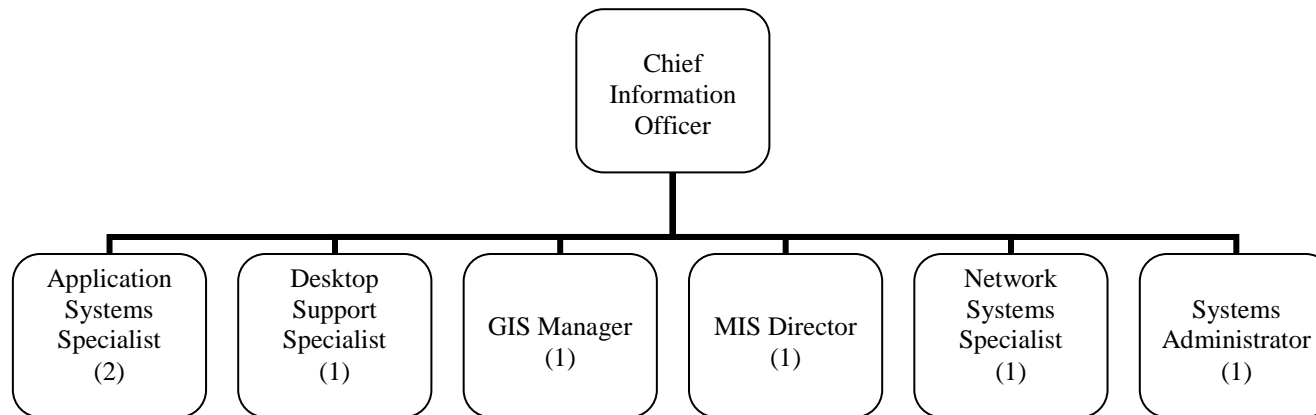 Chief
Information
Officer
Application
Systems
Specialist
(2)
Desktop
Support
Specialist
(1)
GIS Manager
(1)
MIS Director
(1)
Network
Systems
Specialist
(1)
Systems
Administrator
(1)